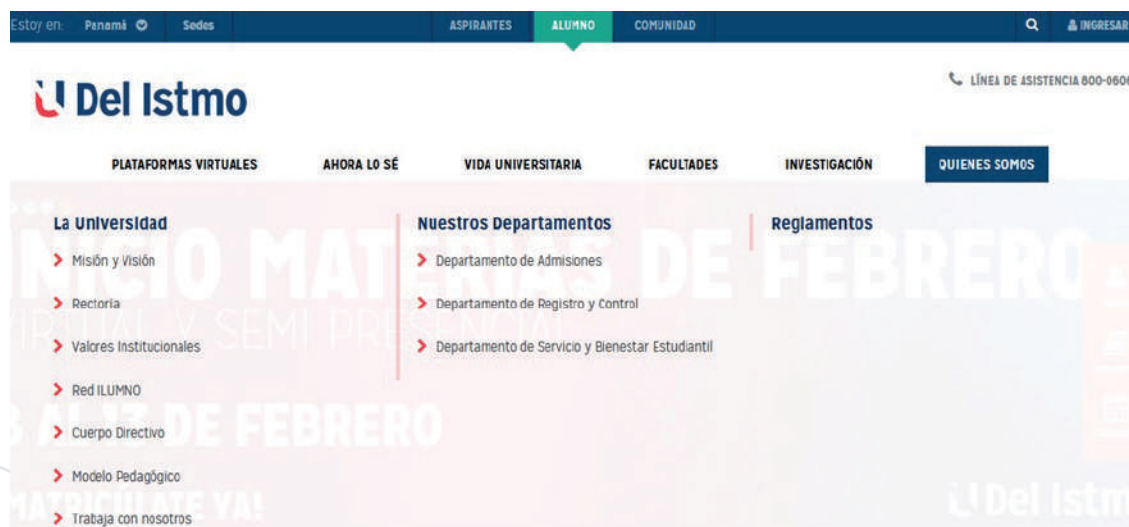 Estoy en: Panamá Sedes ASPIRANTES ALUMNO COMUNIDAD INGRESAR
U Del Istmo
LÍNEA DE ASISTENCIA 800-0600
PLATAFORMAS VIRTUALES AHORA LO SÉ VIDA UNIVERSITARIA FACULTADES INVESTIGACIÓN QUIENES SOMOS
La Universidad
Misión y Visión
Rectoría
Valores Institucionales
Red ILUMNO
Cuerpo Directivo
Modelo Pedagógico
Trabaja con nosotros
Nuestros Departamentos
Departamento de Admisiones
Departamento de Registro y Control
Departamento de Servicio y Bienestar Estudiantil
Reglamentos
INICIO MATERIAS DE FEBRERO
VIRTUAL Y SEMI PRESENCIAL
AL 13 DE FEBRERO
MATRICÚLATE YA!
U Del Istm